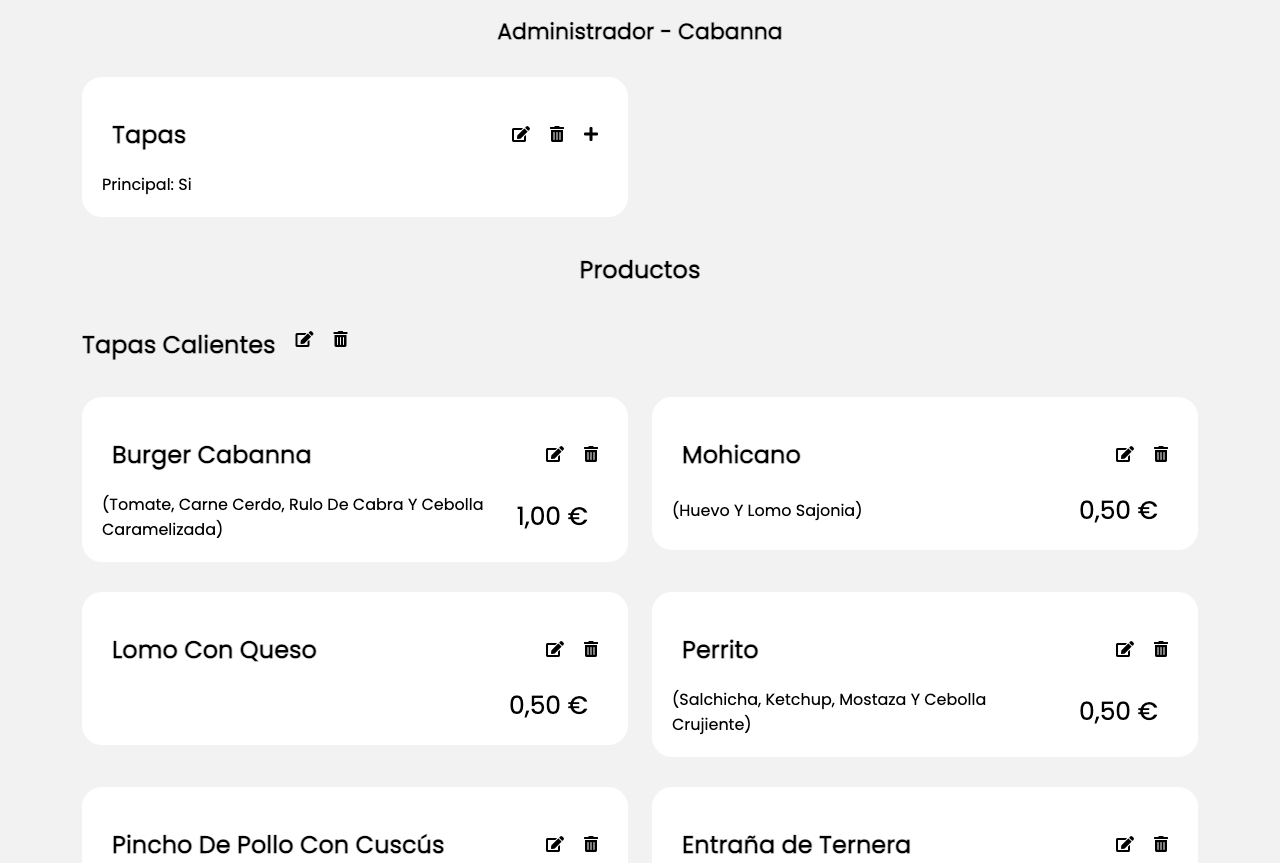 Administrador - Cabanna
Tapas
Principal: Si
Productos
Tapas Calientes
Burger Cabanna
(Tomate, Carne Cerdo, Rulo De Cabra Y Cebolla
Caramelizada)
1,00 €
Mohicano
(Huevo Y Lomo Sajonia)
0,50 €
Lomo Con Queso
0,50 €
Perrito
(Salchicha, Ketchup, Mostaza Y Cebolla
Crujiente)
0,50 €
Pincho De Pollo Con Cuscús
Entraña de Ternera